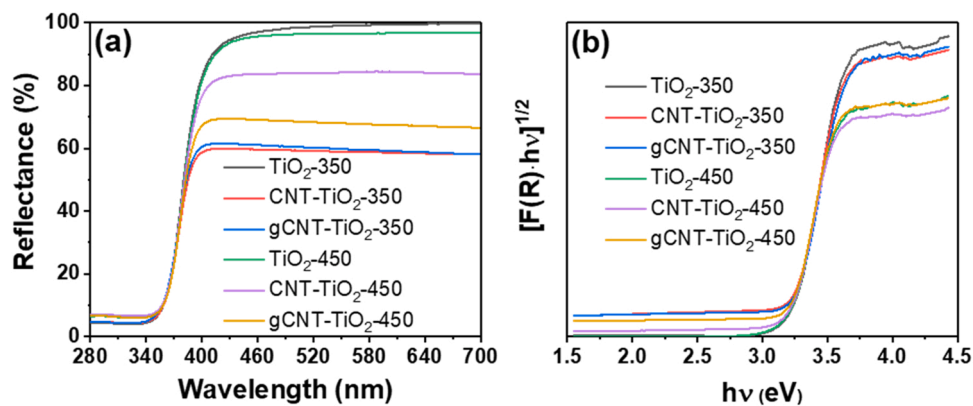 (a)
Reflectance (%)
100
80
60
40
20
0
TiO₂-350
CNT-TiO₂-350
gCNT-TiO₂-350
TiO₂-450
CNT-TiO₂-450
gCNT-TiO₂-450
280 340 400 460 520 580 640 700
Wavelength (nm)
(b)
[F(R)·hν]^1/2
TiO₂-350
CNT-TiO₂-350
gCNT-TiO₂-350
TiO₂-450
CNT-TiO₂-450
gCNT-TiO₂-450
1.5 2.0 2.5 3.0 3.5 4.0 4.5
hν (eV)